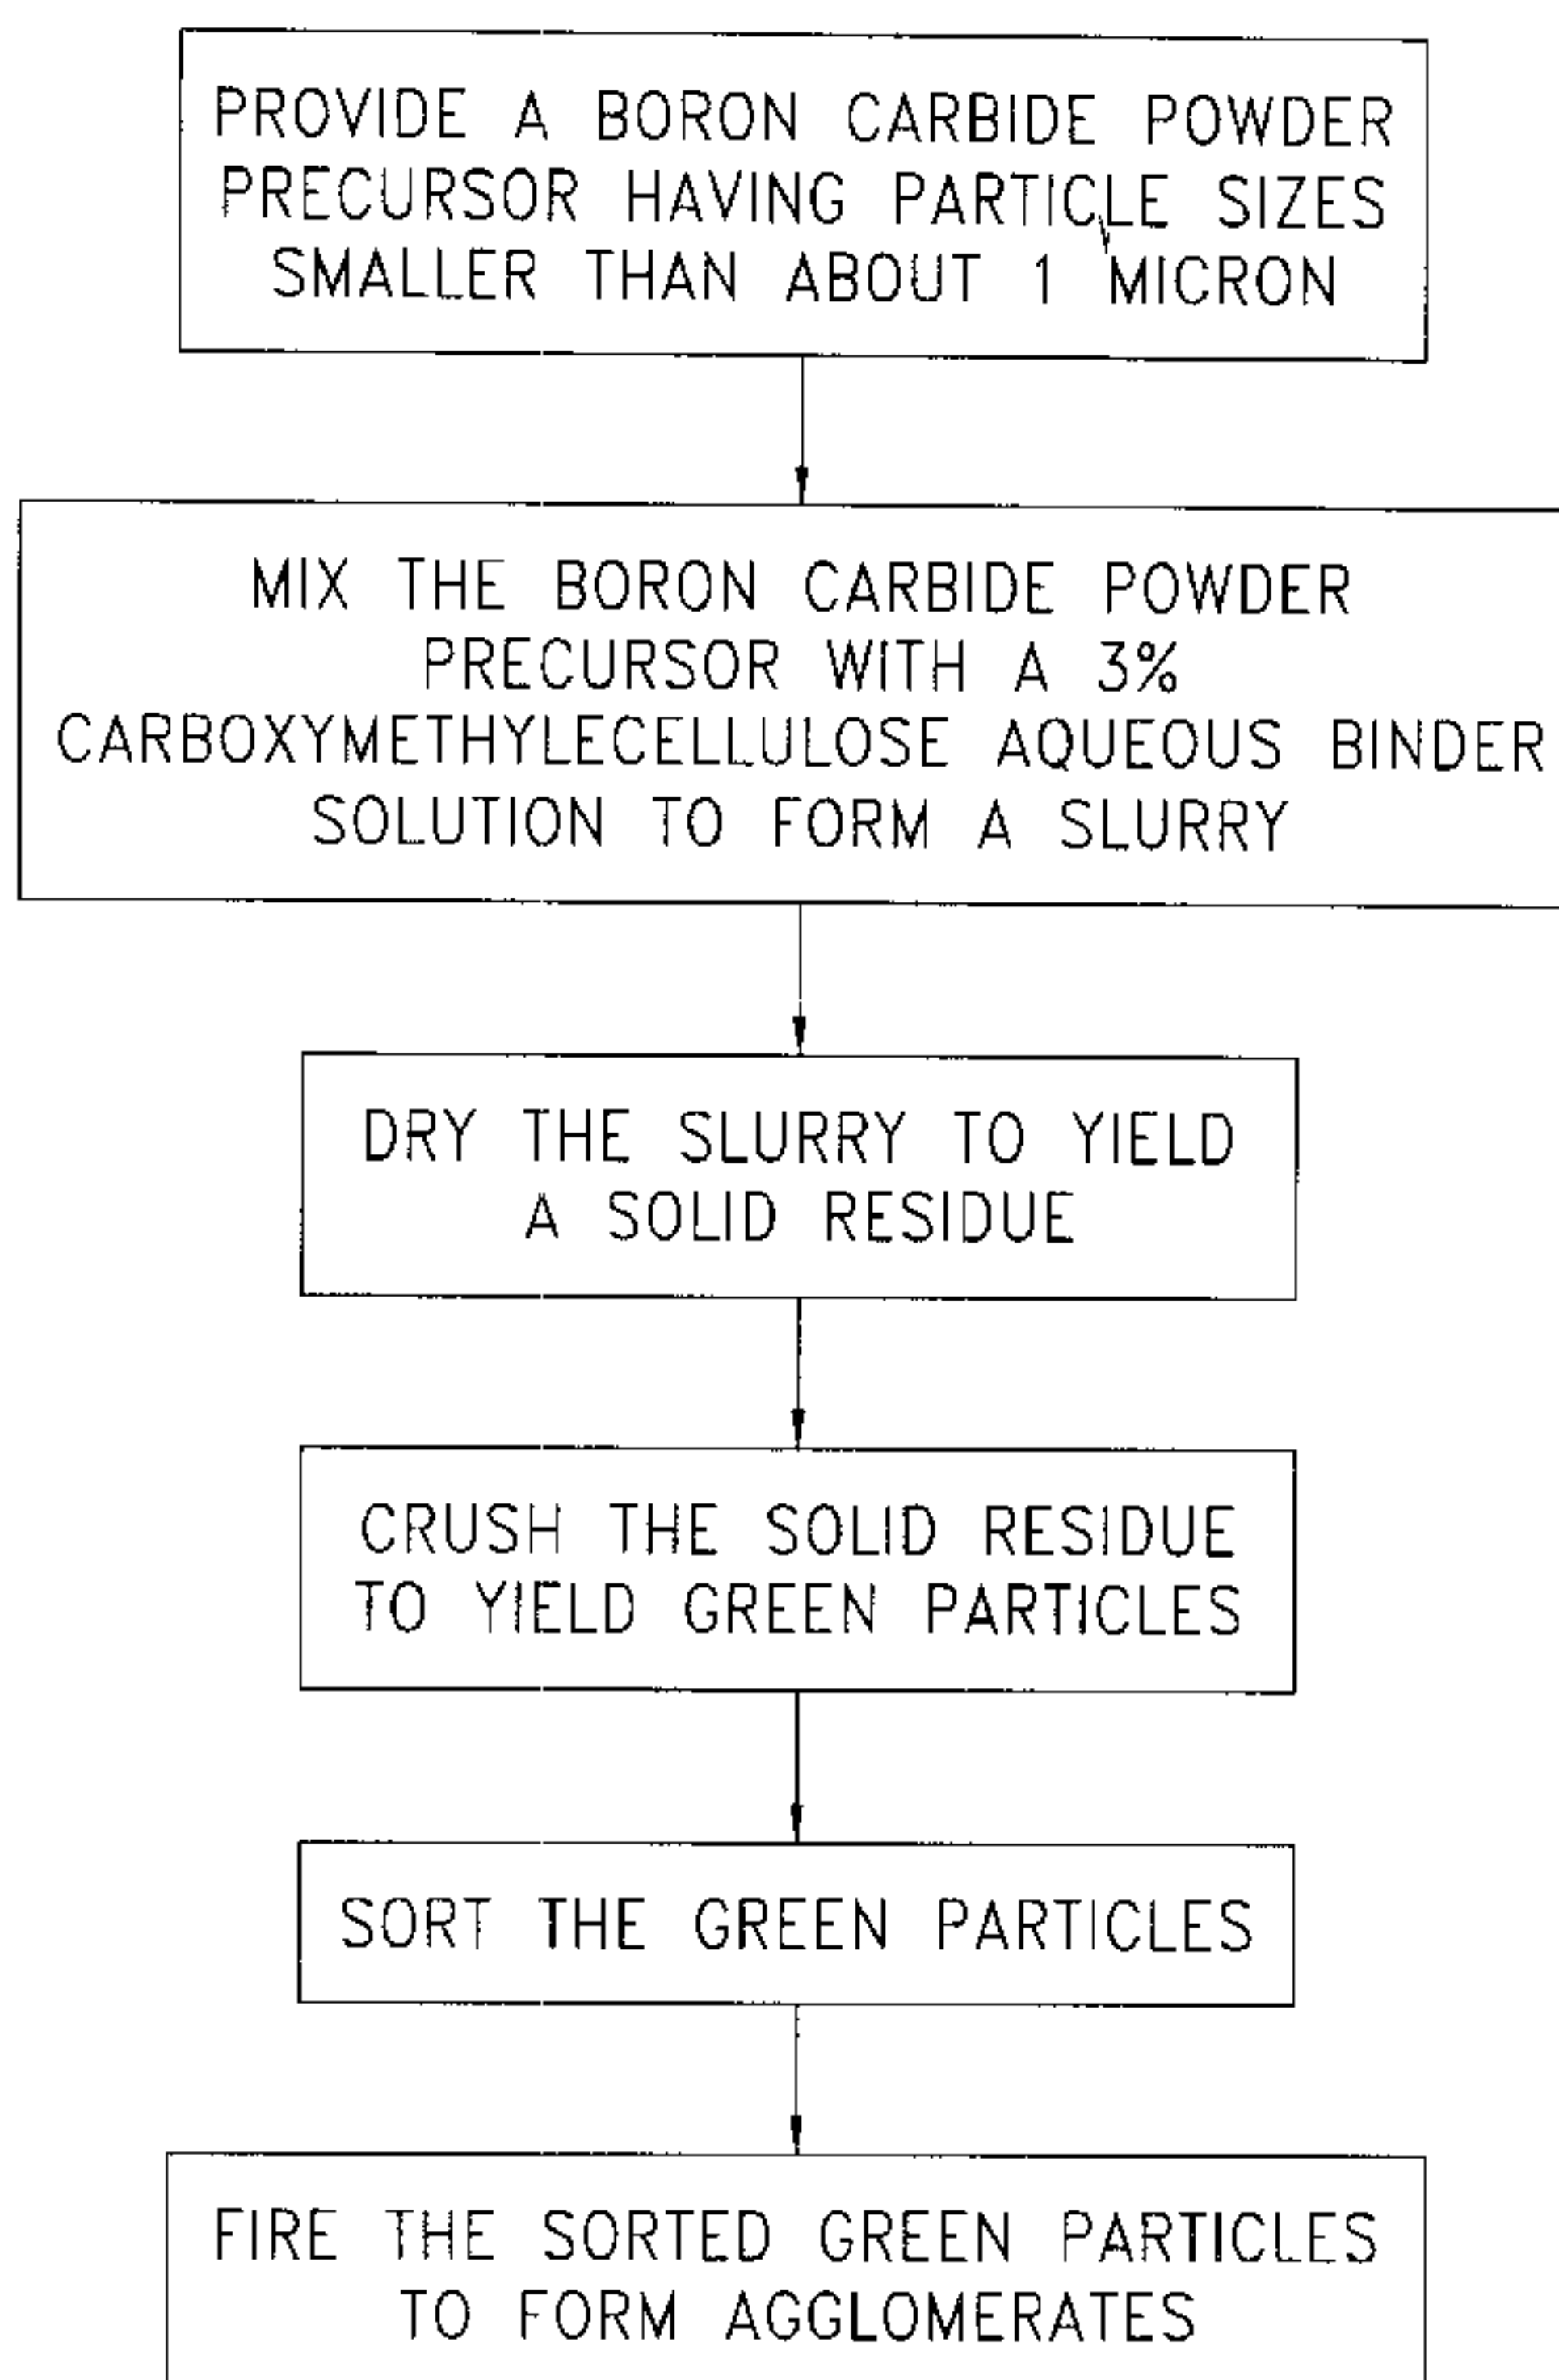 PROVIDE A BORON CARBIDE POWDER
PRECURSOR HAVING PARTICLE SIZES
SMALLER THAN ABOUT 1 MICRON
MIX THE BORON CARBIDE POWDER
PRECURSOR WITH A 3%
CARBOXYMETHYLECELLULOSE AQUEOUS BINDER
SOLUTION TO FORM A SLURRY
DRY THE SLURRY TO YIELD
A SOLID RESIDUE
CRUSH THE SOLID RESIDUE
TO YIELD GREEN PARTICLES
SORT THE GREEN PARTICLES
FIRE THE SORTED GREEN PARTICLES
TO FORM AGGLOMERATES